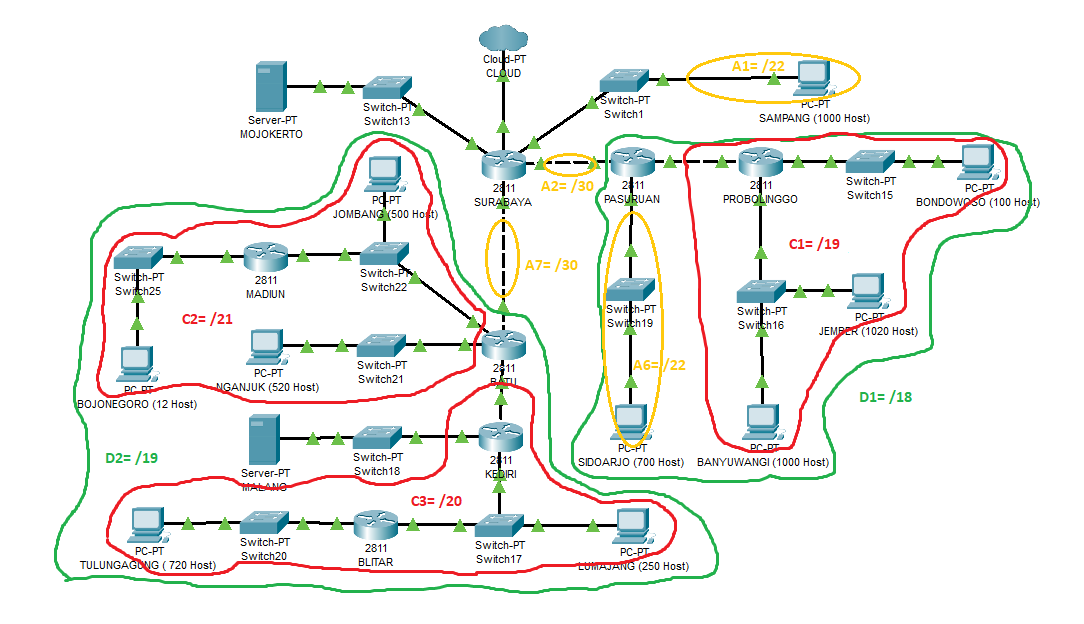 Cloud-PT
CLOUD
Server-PT
MOJOKERTO
Switch-PT
Switch13
Switch-PT
Switch1
A1= /22
PC-PT
SAMPANG (1000 Host)
2811
SURABAYA
A2= /30
2811
PASURUAN
2811
PROBOLINGGO
Switch-PT
Switch15
PC-PT
BONDOWOSO (100 Host)
PC-PT
JOMBANG (500 Host)
A7= /30
C1= /19
Switch-PT
Switch25
2811
MADIUN
Switch-PT
Switch22
Switch-PT
Switch19
Switch-PT
Switch16
PC-PT
JEMBER (1020 Host)
C2= /21
PC-PT
BOJONEGORO (12 Host)
PC-PT
NGANJUK (520 Host)
Switch-PT
Switch21
2811
BATU
A6= /22
D1= /18
PC-PT
SIDOARJO (700 Host)
PC-PT
BANYUWANGI (1000 Host)
D2= /19
Server-PT
MALANG
Switch-PT
Switch18
2811
KEDIRI
C3= /20
PC-PT
TULUNGAGUNG ( 720 Host)
Switch-PT
Switch20
2811
BLITAR
Switch-PT
Switch17
PC-PT
LUMAJANG (250 Host)